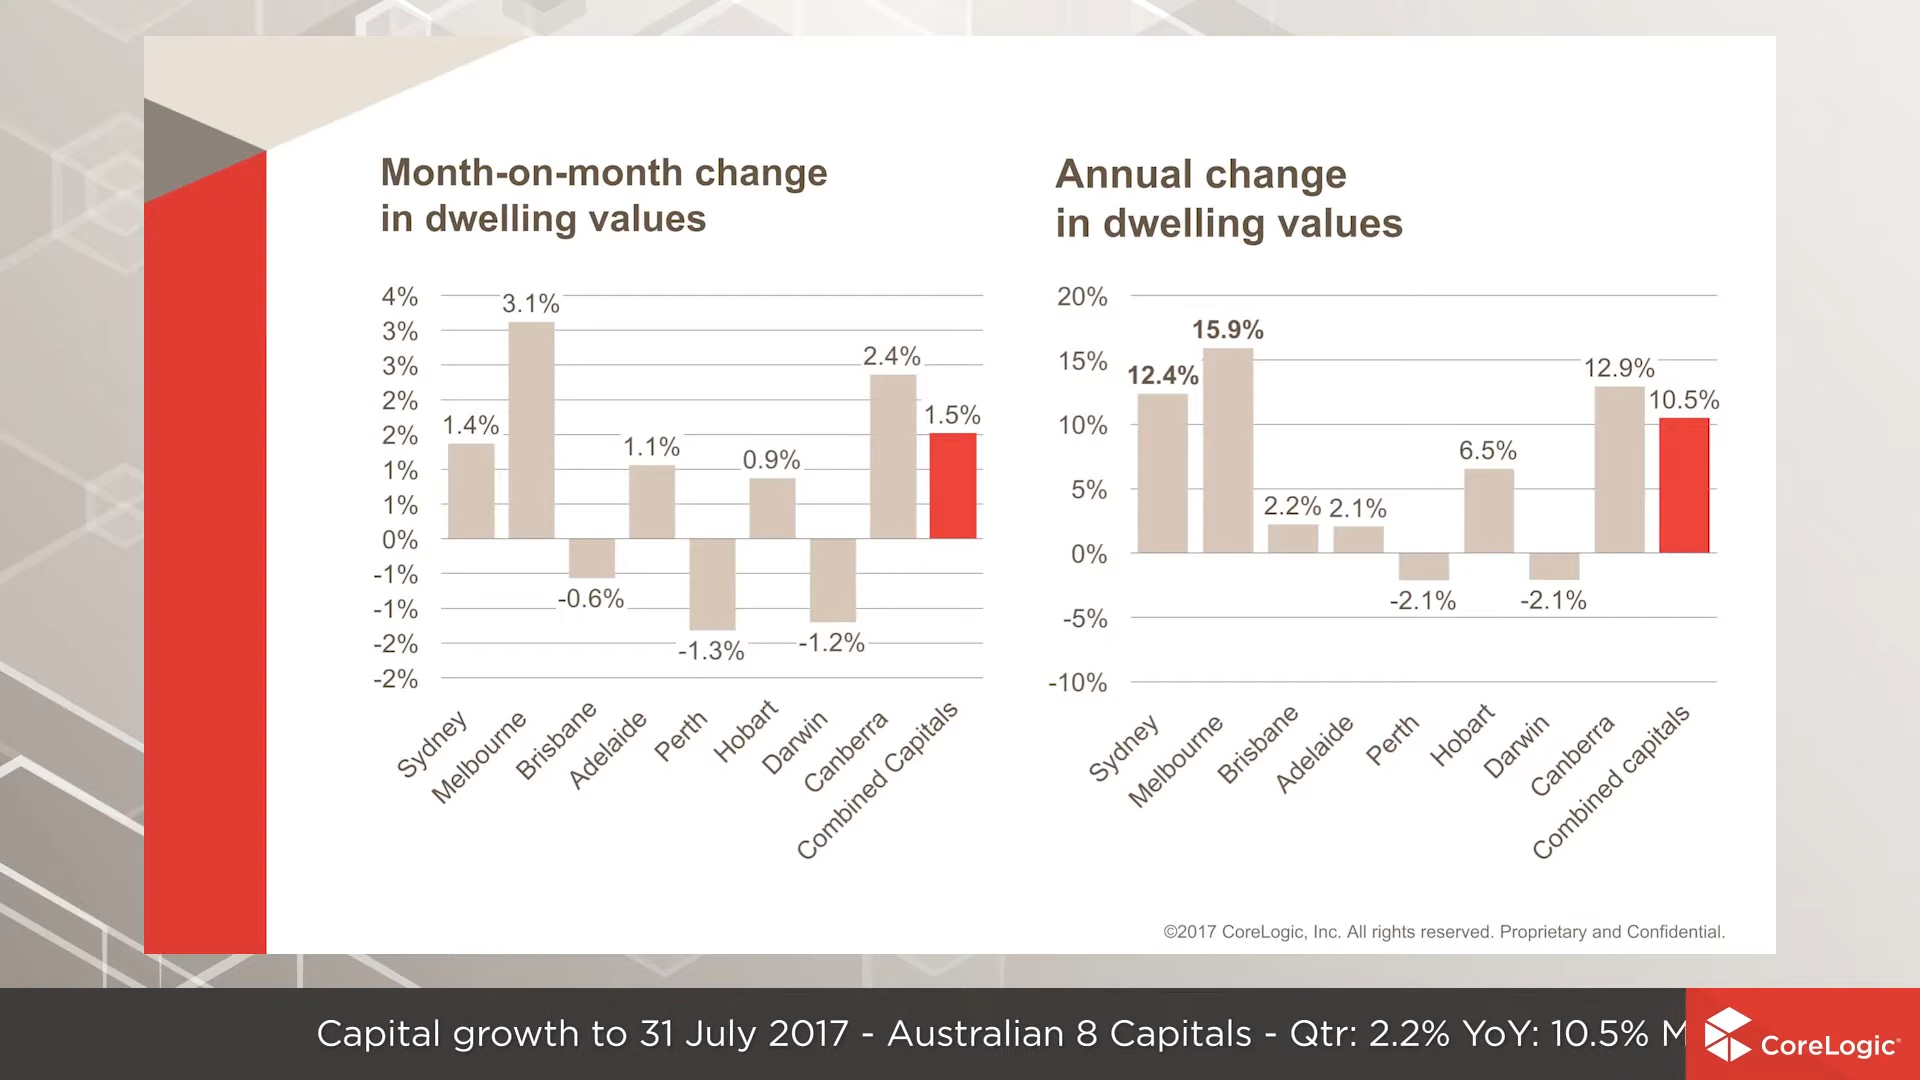 Month-on-month change
in dwelling values
4%
3%
3%
2%
2%
1%
1%
0%
-1%
-1%
-2%
-2%
1.4%
3.1%
-0.6%
1.1%
-1.3%
0.9%
-1.2%
2.4%
1.5%
Sydney
Melbourne
Brisbane
Adelaide
Perth
Hobart
Darwin
Canberra
Combined Capitals
Annual change
in dwelling values
20%
15%
10%
5%
0%
-5%
-10%
12.4%
15.9%
2.2%
2.1%
-2.1%
6.5%
-2.1%
12.9%
10.5%
Sydney
Melbourne
Brisbane
Adelaide
Perth
Hobart
Darwin
Canberra
Combined capitals
©2017 CoreLogic, Inc. All rights reserved. Proprietary and Confidential.
Capital growth to 31 July 2017 - Australian 8 Capitals - Qtr: 2.2% YoY: 10.5% M
CoreLogic